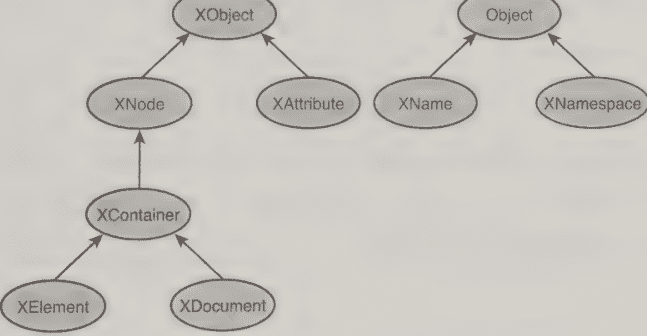 XObject Object
XNode XAttribute XName XNamespace
XContainer
XElement XDocument